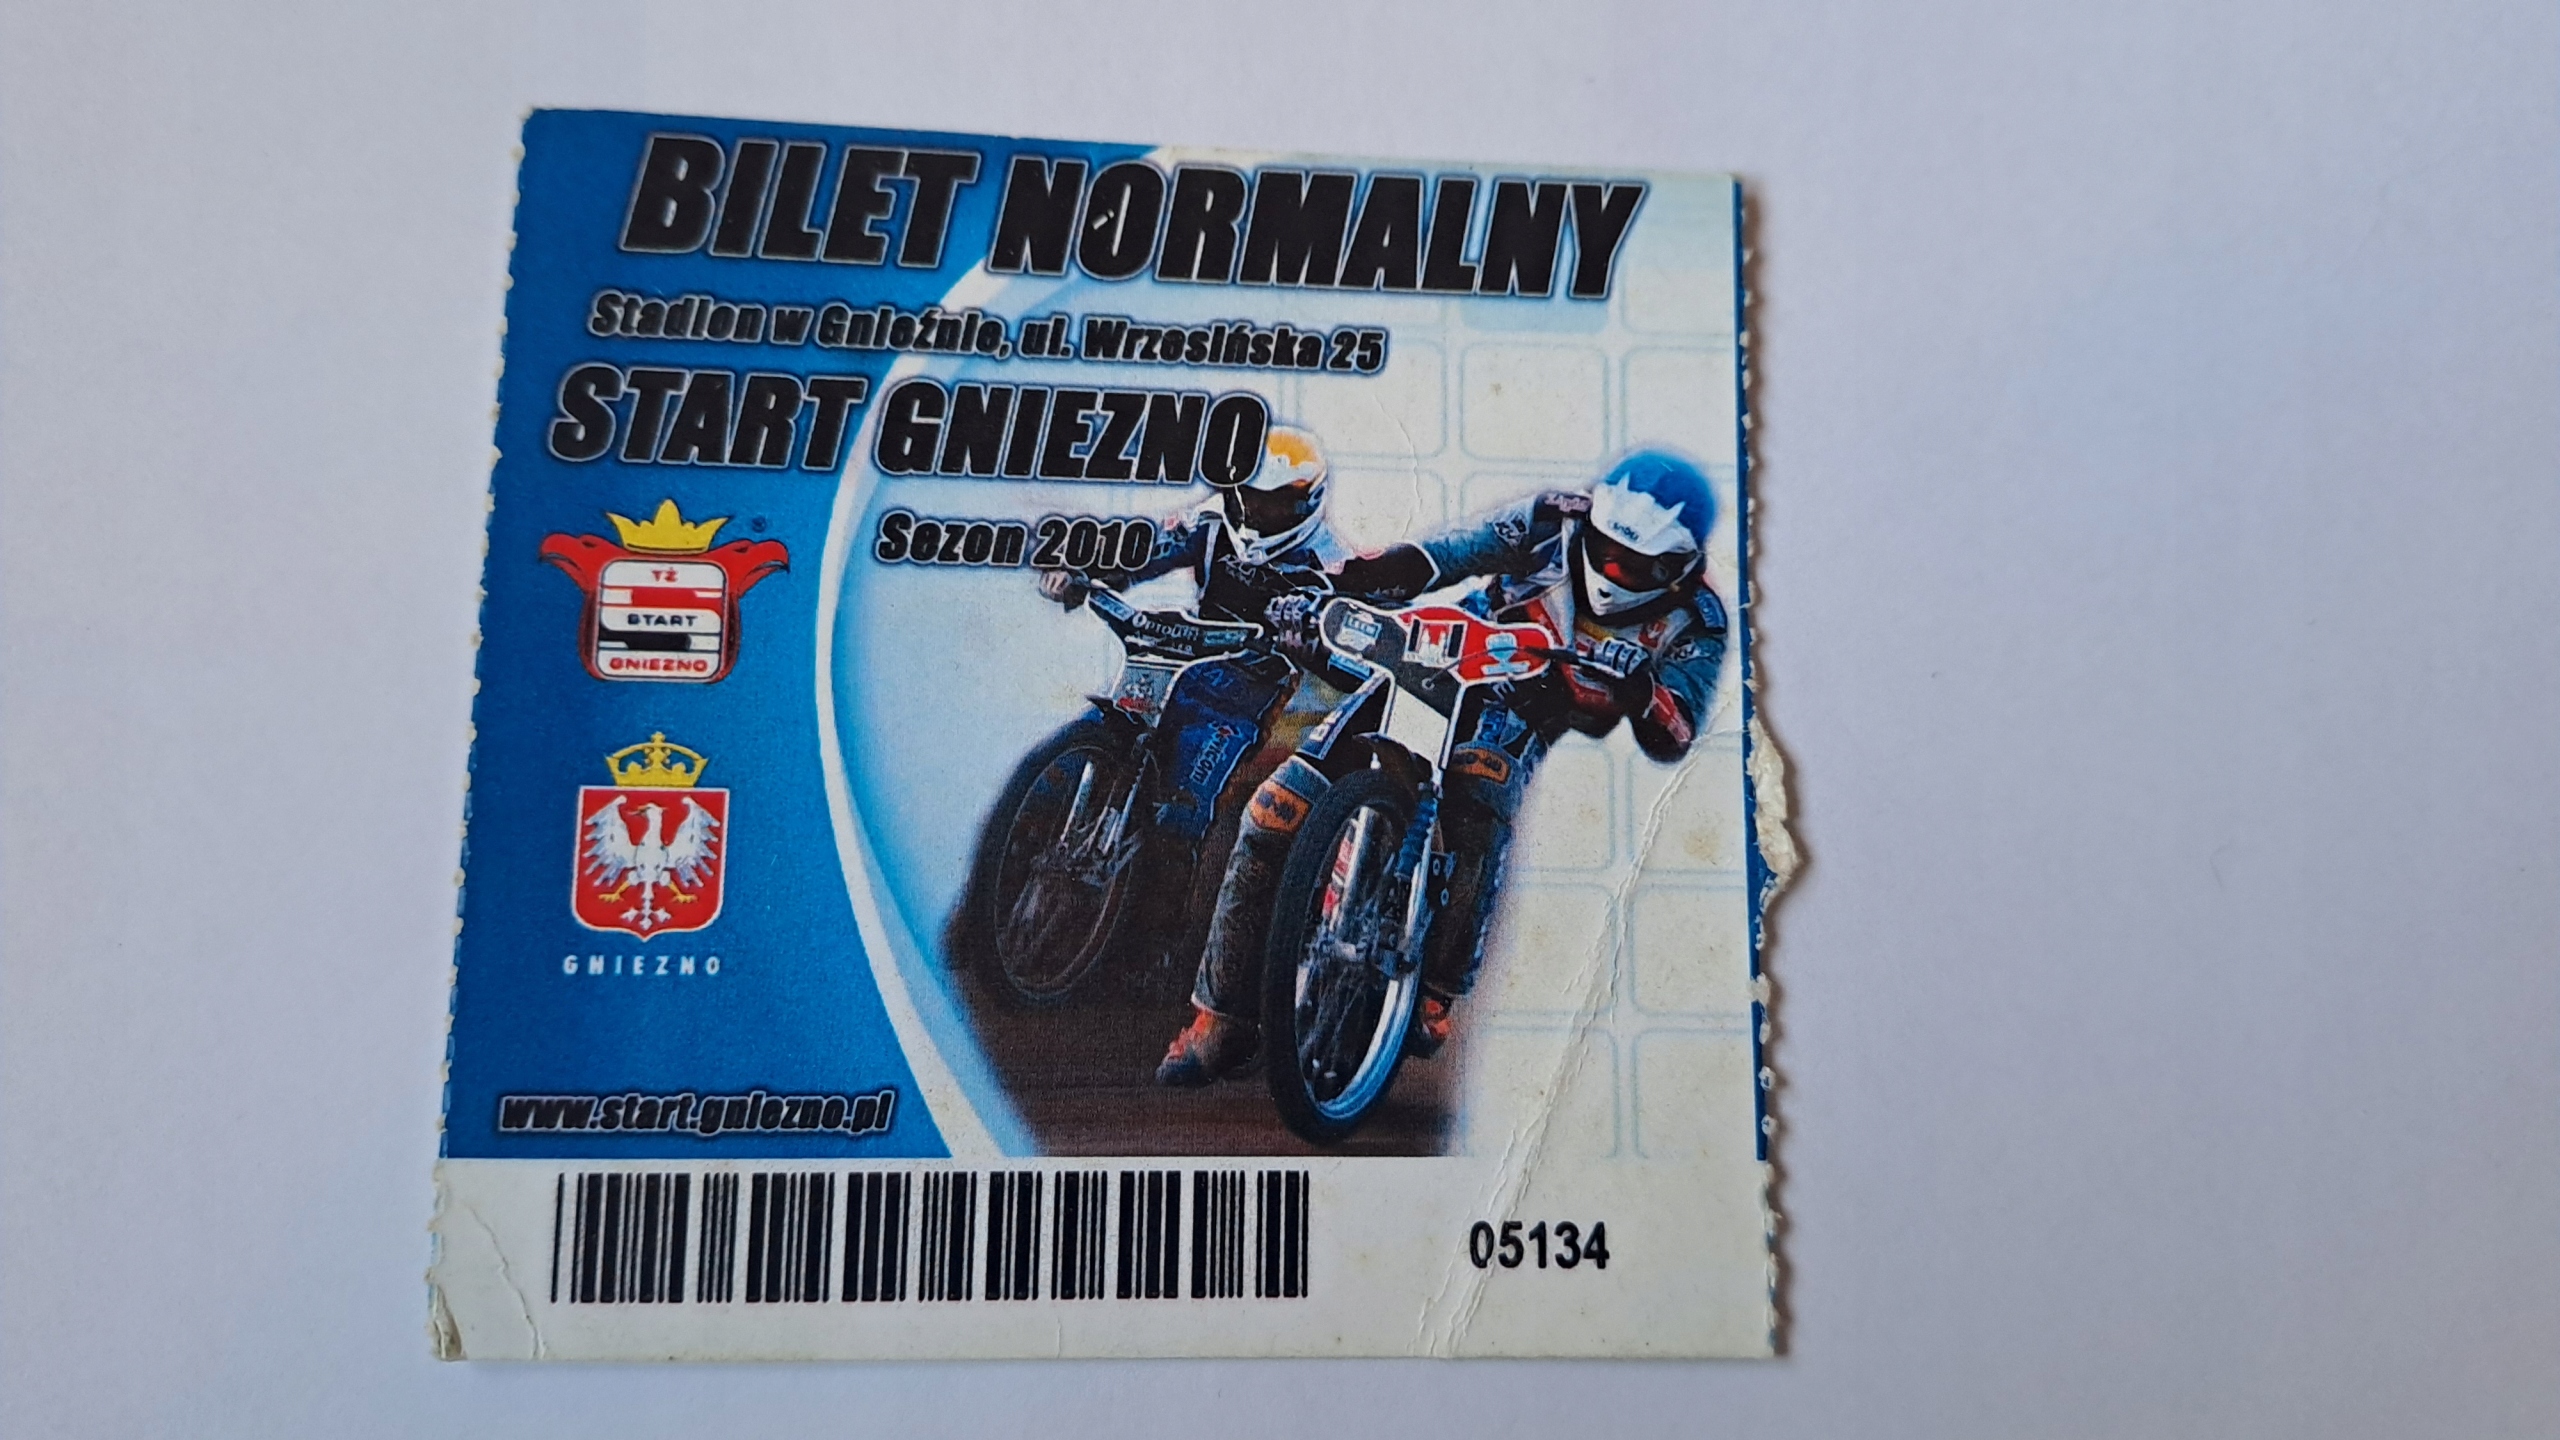 BILET NORMALNY
Stadion w Gnieźnie, ul. Wrzesińska 25
START GNIEZNO
Sezon 2010
®
TŻ
START
GNIEZNO
GNIEZNO
www.start.gniezno.pl
05134